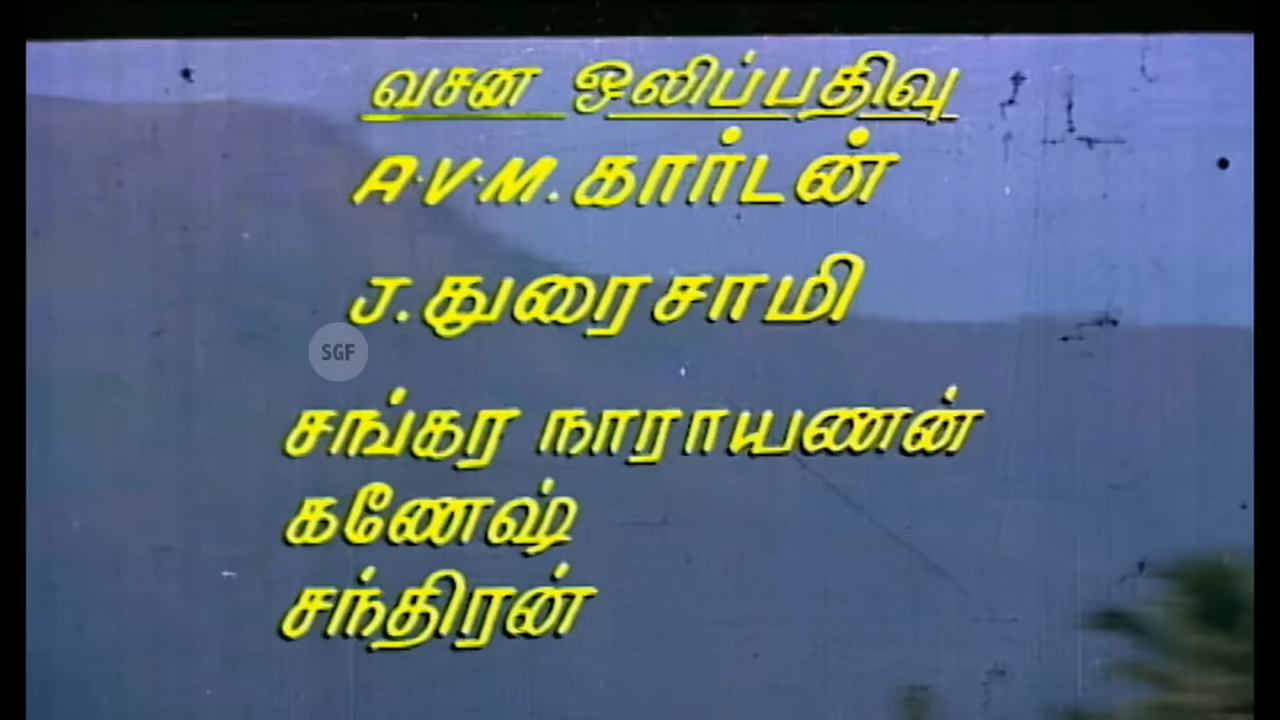 வசன ஒலிப்பதிவு
A.V.M. கார்டன்
J. துரைசாமி
SGF
சங்கர நாராயணன்
கணேஷ்
சந்திரன்